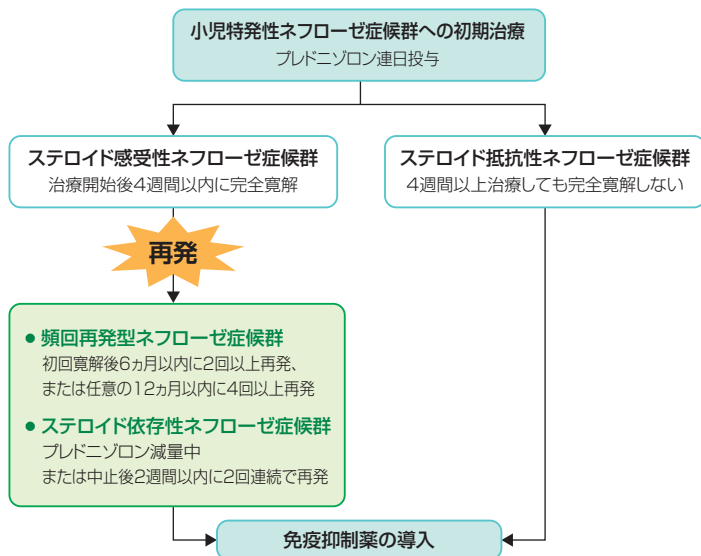 小児特発性ネフローゼ症候群への初期治療
プレドニゾロン連日投与
ステロイド感受性ネフローゼ症候群
治療開始後4週間以内に完全寛解
ステロイド抵抗性ネフローゼ症候群
4週間以上治療しても完全寛解しない
再発
● 頻回再発型ネフローゼ症候群
初回寛解後6ヵ月以内に2回以上再発、
または任意の12ヵ月以内に4回以上再発
● ステロイド依存性ネフローゼ症候群
プレドニゾロン減量中
または中止後2週間以内に2回連続で再発
免疫抑制薬の導入